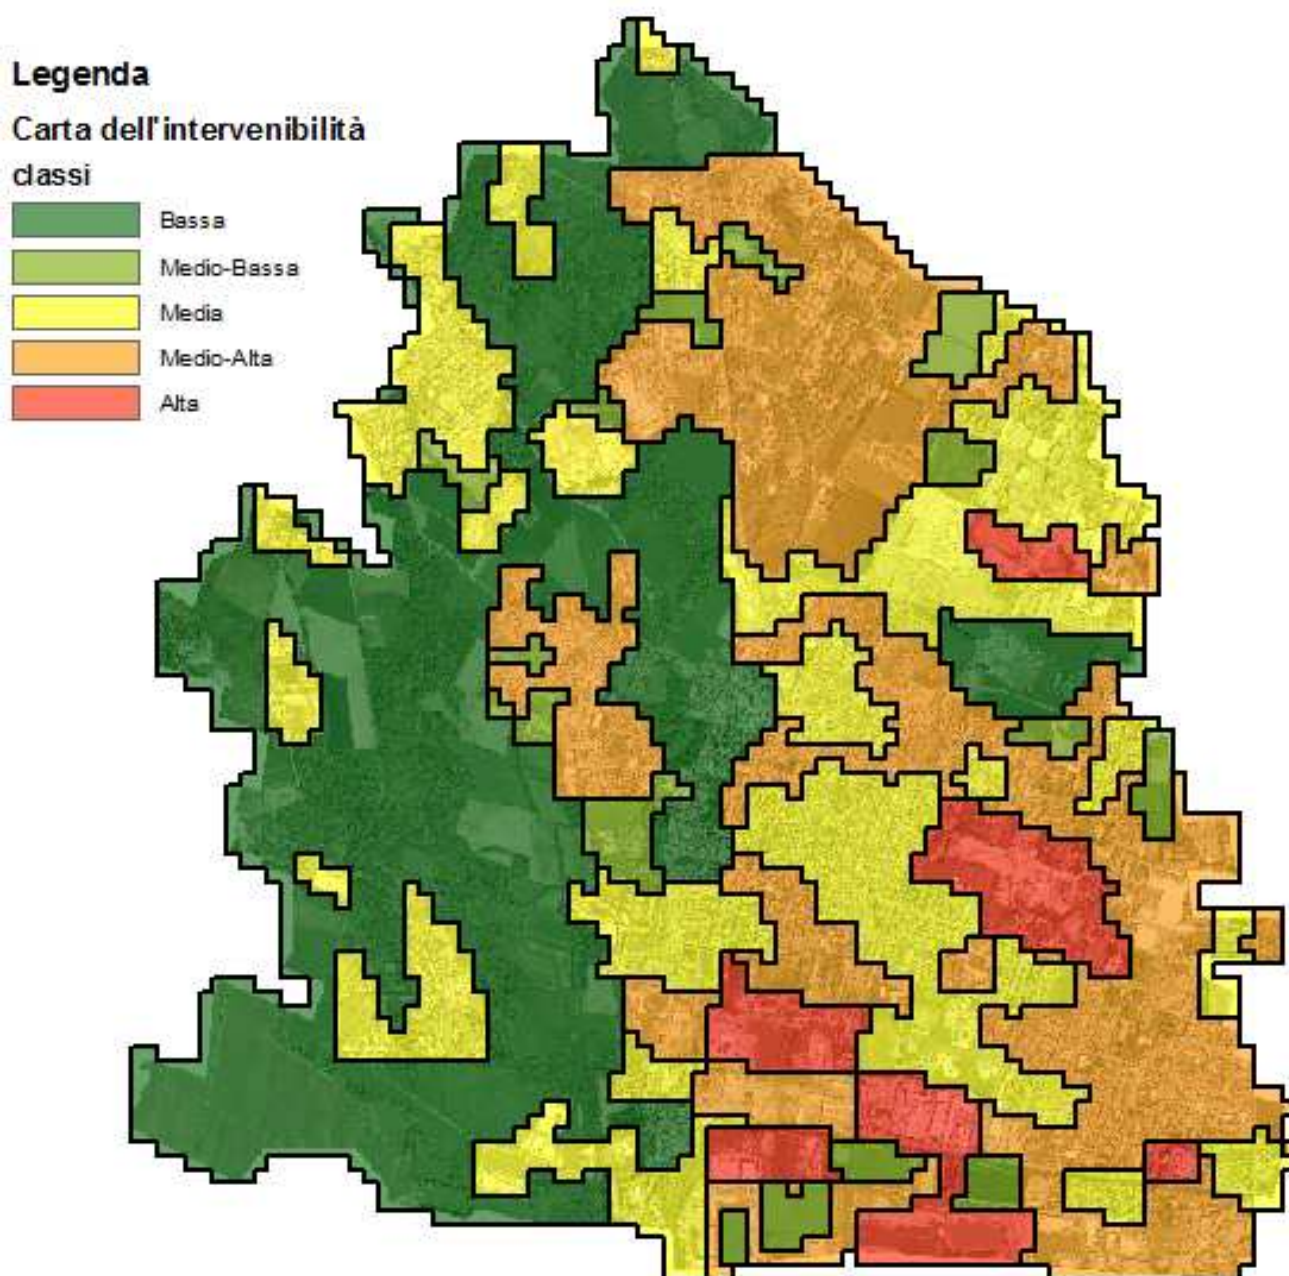 Legenda
Carta dell'intervenibilità
classi
Bassa
Medio-Bassa
Media
Medio-Alta
Alta